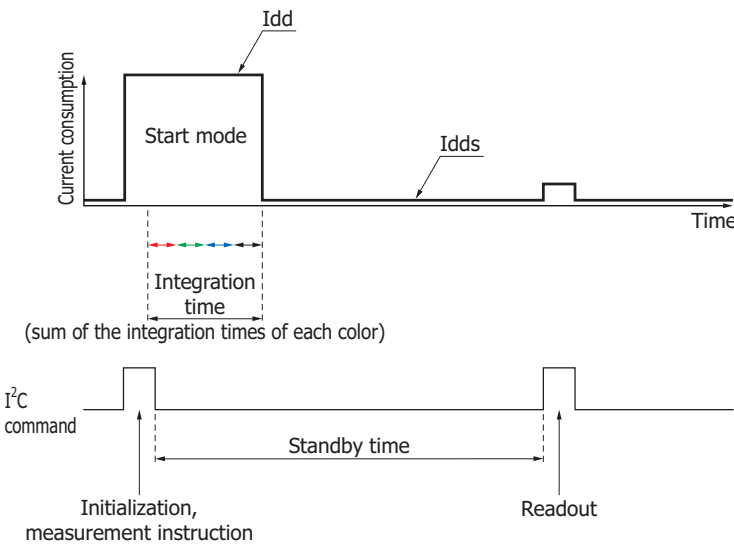 Idd
Current consumption
Start mode
Idds
Time
Integration
time
(sum of the integration times of each color)
I²C
command
Standby time
Initialization,
measurement instruction
Readout